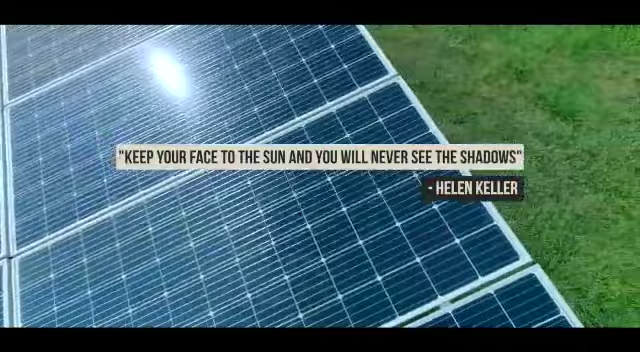 "KEEP YOUR FACE TO THE SUN AND YOU WILL NEVER SEE THE SHADOWS"
- HELEN KELLER